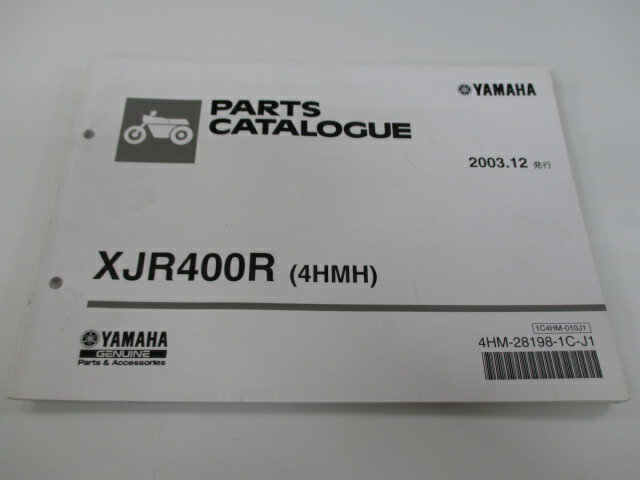 YAMAHA
PARTS
CATALOGUE
2003.12 発行
XJR400R (4HMH)
YAMAHA
GENUINE
Parts & Accessories
1C4HM-010J1
4HM-28198-1C-J1